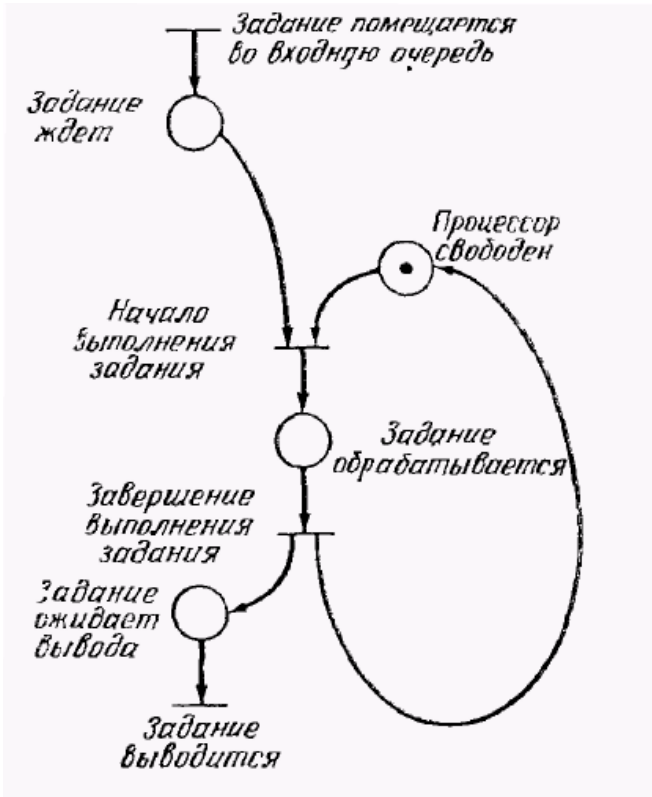 Задание помещается
во входную очередь
Задание
ждет
Процессор
свободен
Начало
выполнения
задания
Задание
обрабатывается
Завершение
выполнения
задания
Задание
ожидает
вывода
Задание
выводится